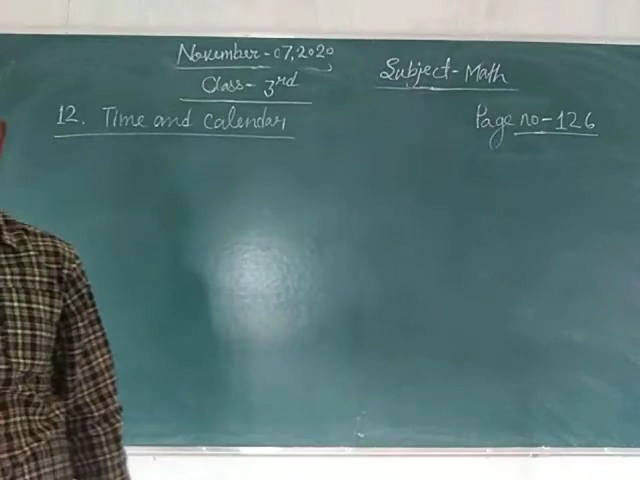 November - 07, 2020
Subject - Math
Class - 3rd
12. Time and Calendar
Page no - 126